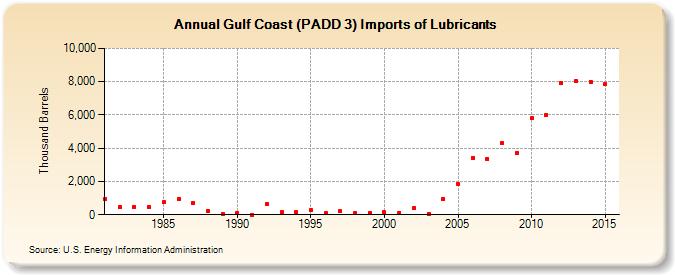 Annual Gulf Coast (PADD 3) Imports of Lubricants
Thousand Barrels
10,000
8,000
6,000
4,000
2,000
0
1985 1990 1995 2000 2005 2010 2015
Source: U.S. Energy Information Administration